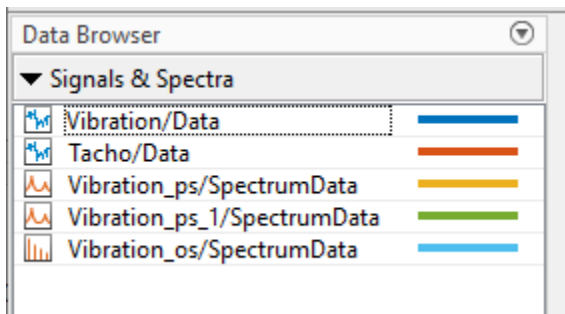 Data Browser
Signals & Spectra
Vibration/Data
Tacho/Data
Vibration_ps/SpectrumData
Vibration_ps_1/SpectrumData
Vibration_os/SpectrumData